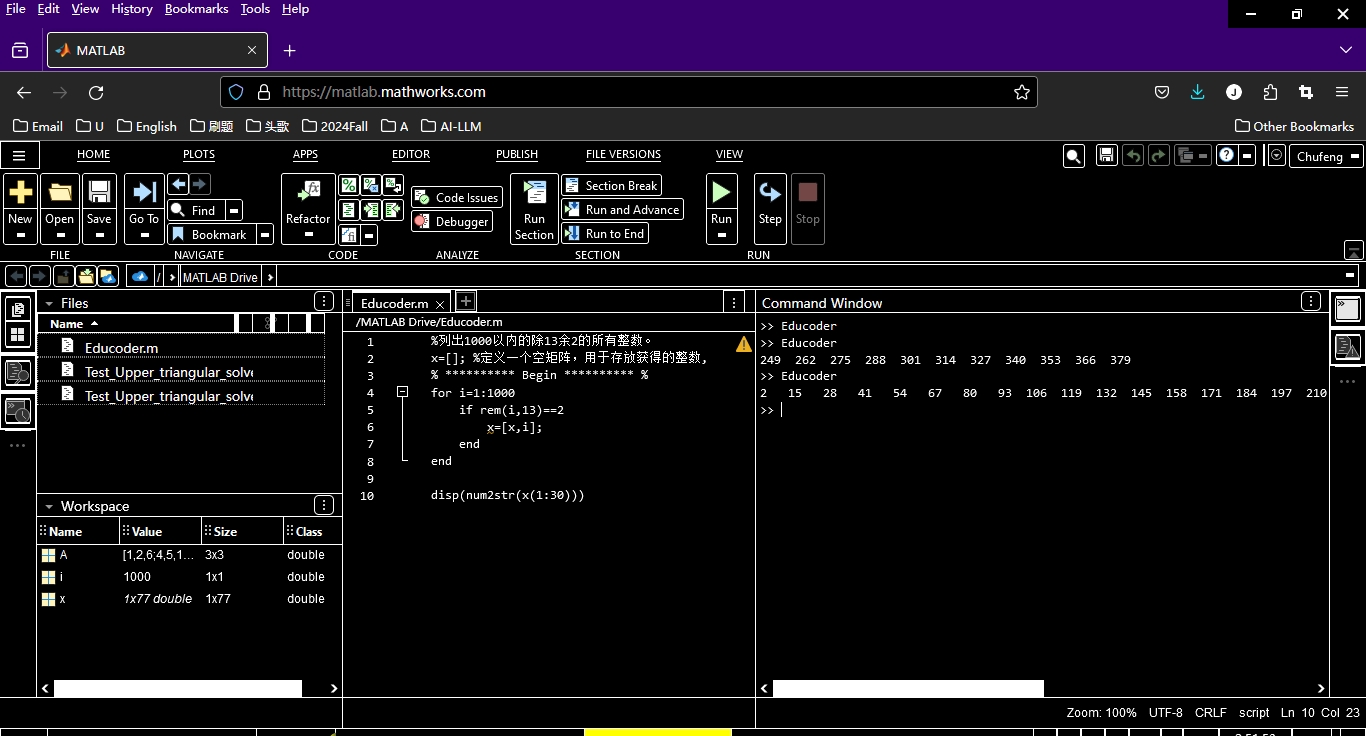 File Edit View History Bookmarks Tools Help
MATLAB
https://matlab.mathworks.com
Email U English 刷题 头歌 2024Fall A AI-LLM Other Bookmarks
HOME PLOTS APPS EDITOR PUBLISH FILE VERSIONS VIEW
Chufeng
New Open Save Go To Find Bookmark Refactor Code Issues Debugger Run Section Section Break Run and Advance Run to End Run Step Stop
FILE NAVIGATE CODE ANALYZE SECTION RUN
/ MATLAB Drive
Files
Name
Educoder.m
Test_Upper_triangular_solve
Test_Upper_triangular_solve
Workspace
Name Value Size Class
A [1,2,6;4,5,1... 3x3 double
i 1000 1x1 double
x 1x77 double 1x77 double
Educoder.m
/MATLAB Drive/Educoder.m
1 %列出1000以内的除13余2的所有整数。
2 x=[]; %定义一个空矩阵，用于存放获得的整数,
3 % ********** Begin ********** %
4 for i=1:1000
5 if rem(i,13)==2
6 x=[x,i];
7 end
8 end
9
10 disp(num2str(x(1:30)))
Command Window
>> Educoder
>> Educoder
249 262 275 288 301 314 327 340 353 366 379
>> Educoder
2 15 28 41 54 67 80 93 106 119 132 145 158 171 184 197 210
>>
Zoom: 100% UTF-8 CRLF script Ln 10 Col 23